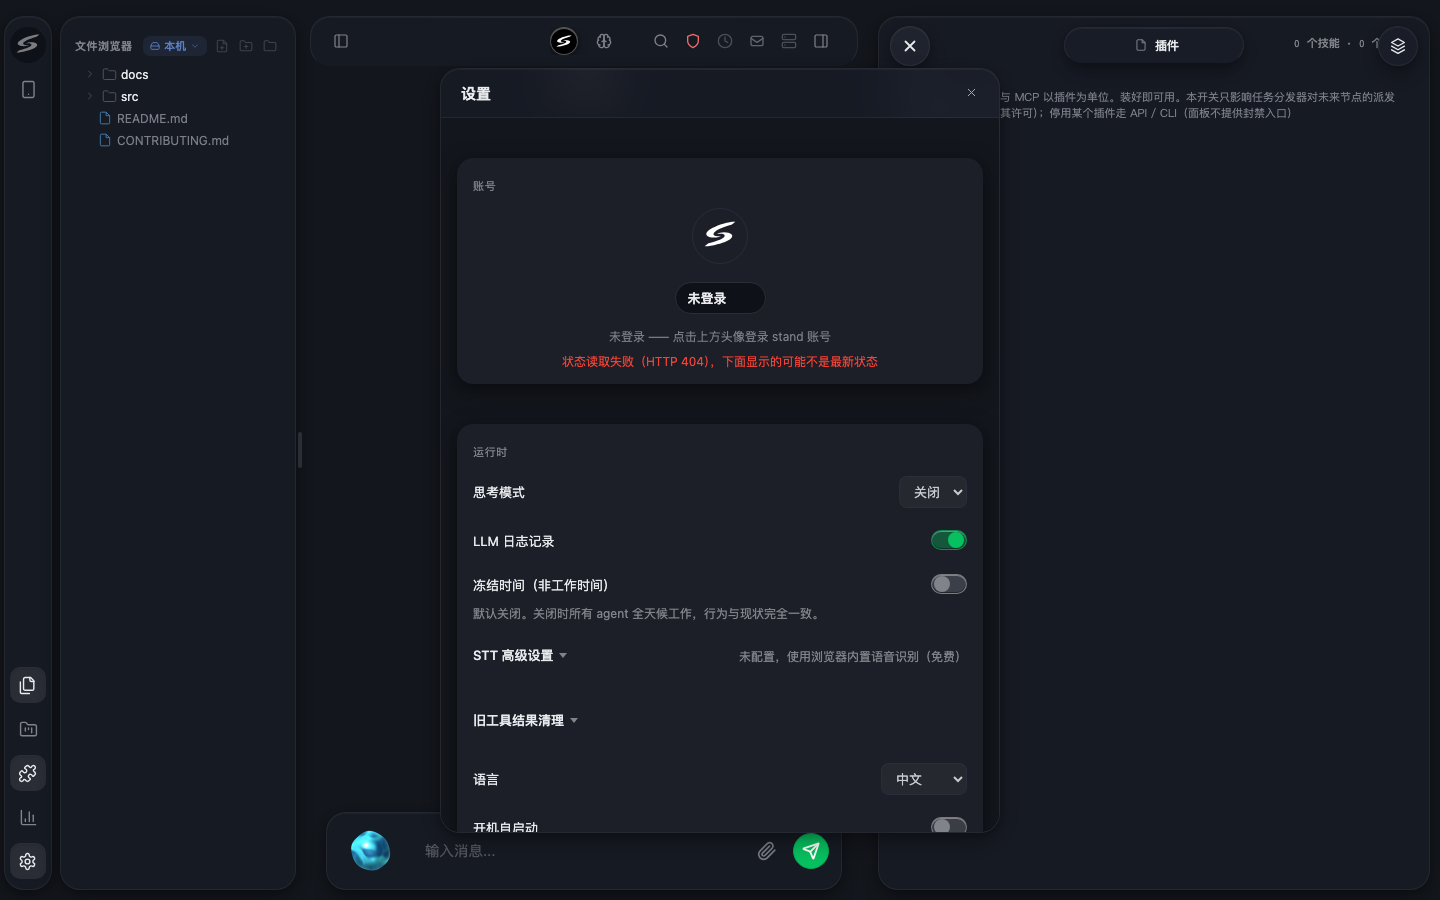 文件浏览器
本机
docs
src
README.md
CONTRIBUTING.md
设置
账号
未登录
未登录 —— 点击上方头像登录 stand 账号
状态读取失败（HTTP 404），下面显示的可能不是最新状态
运行时
思考模式
关闭
LLM 日志记录
冻结时间（非工作时间）
默认关闭。关闭时所有 agent 全天候工作，行为与现状完全一致。
STT 高级设置
未配置，使用浏览器内置语音识别（免费）
旧工具结果清理
语言
中文
开机自启动
输入消息...
插件
0 个技能 · 0 个
与 MCP 以插件为单位。装好即可用。本开关只影响任务分发器对未来节点的派发
其许可）；停用某个插件走 API / CLI（面板不提供封禁入口）